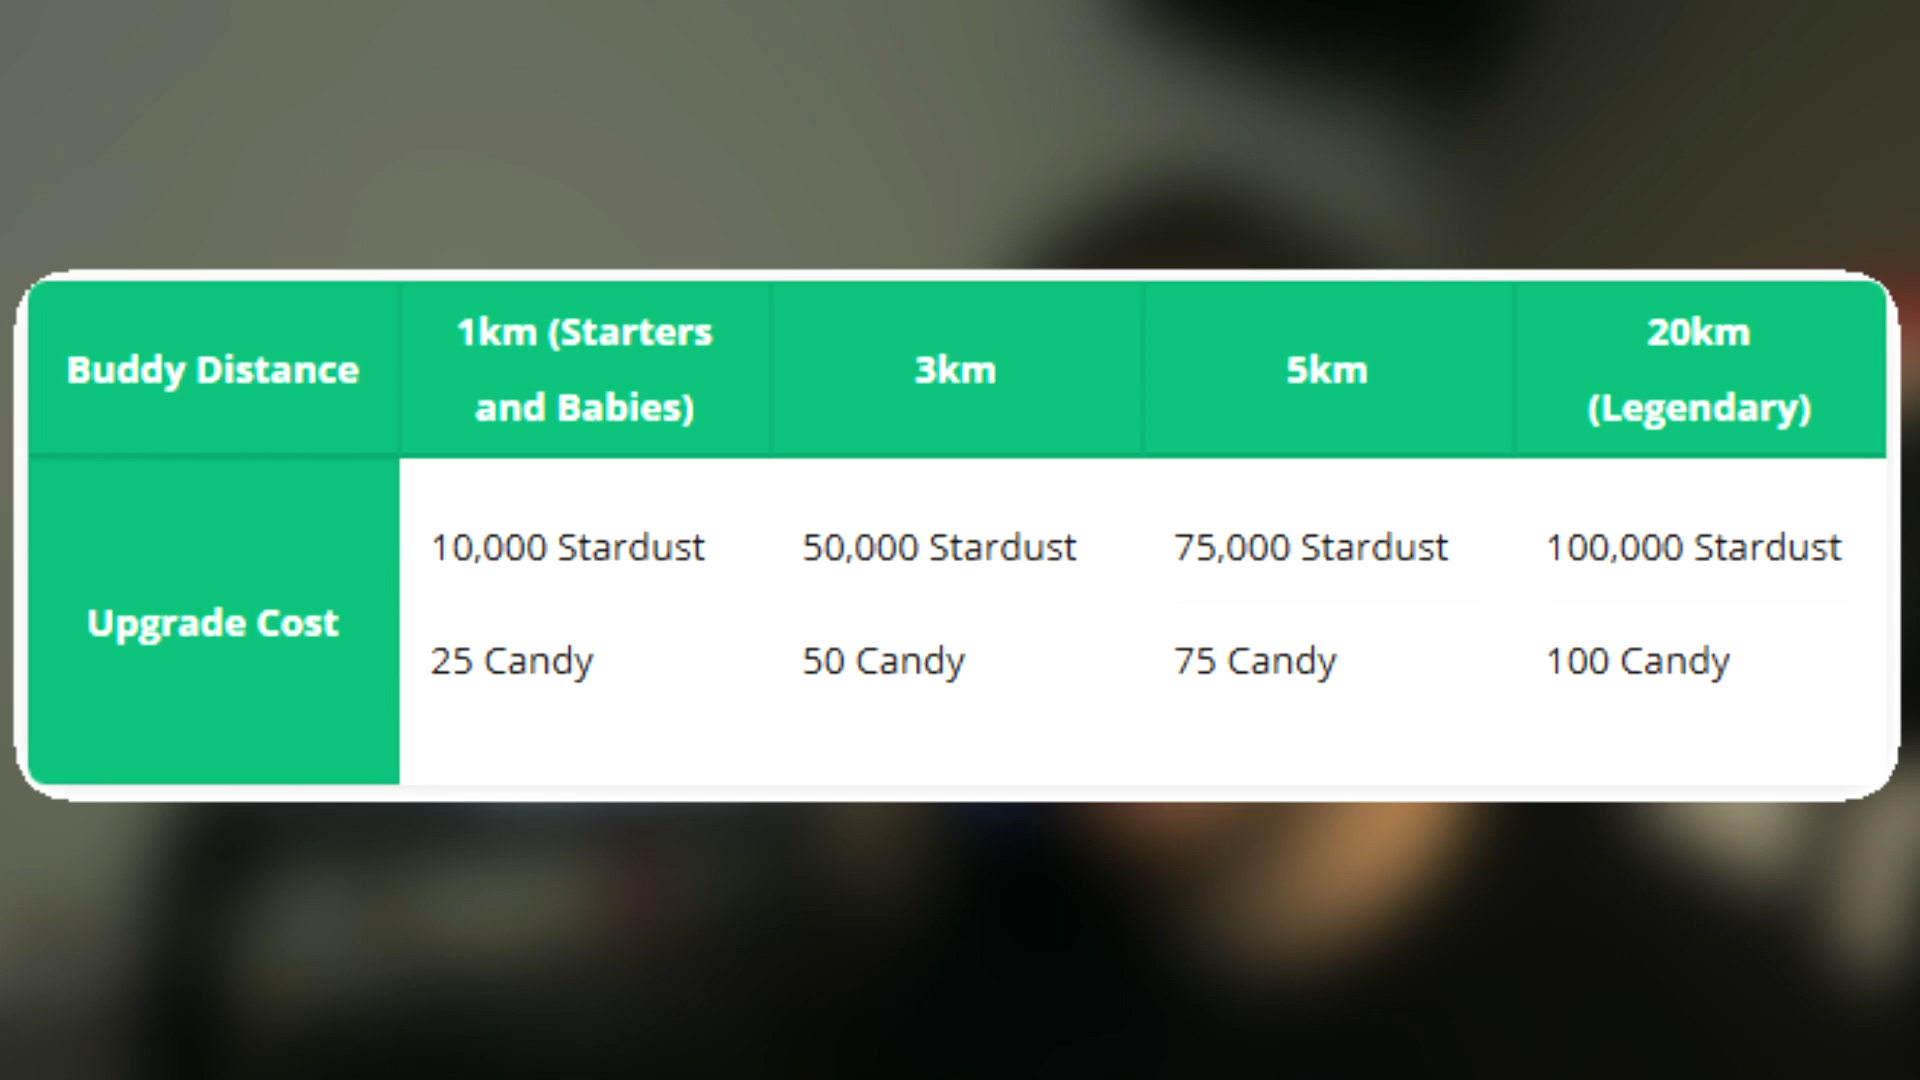 Buddy Distance
1km (Starters
and Babies)
3km
5km
20km
(Legendary)
Upgrade Cost
10,000 Stardust
25 Candy
50,000 Stardust
50 Candy
75,000 Stardust
75 Candy
100,000 Stardust
100 Candy